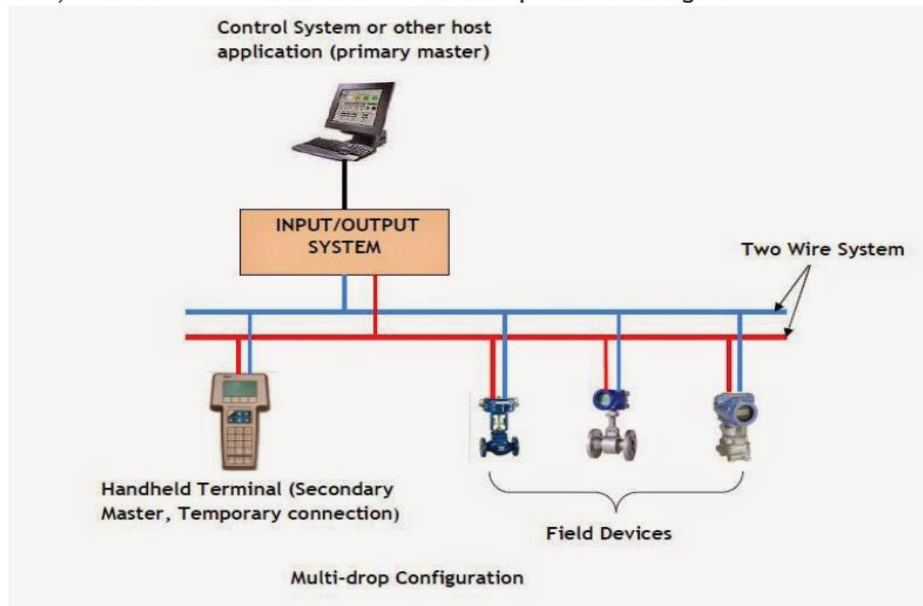 Control System or other host
application (primary master)
INPUT/OUTPUT
SYSTEM
Two Wire System
Handheld Terminal (Secondary
Master, Temporary connection)
Field Devices
Multi-drop Configuration